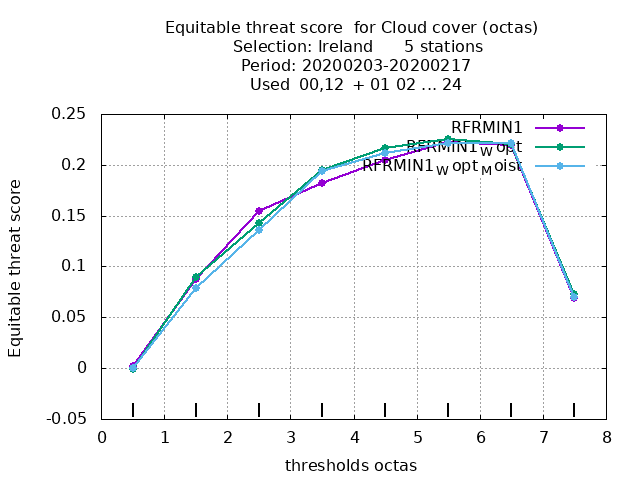 Equitable threat score  for Cloud cover (octas)
Selection: Ireland      5 stations
Period: 20200203-20200217
Used  00,12  + 01 02 ... 24
0.25
0.2
0.15
0.1
0.05
0
-0.05
Equitable threat score
RFRMIN1
RFRMIN1_Wopt
RFRMIN1_Wopt_Moist
0 1 2 3 4 5 6 7 8
thresholds octas